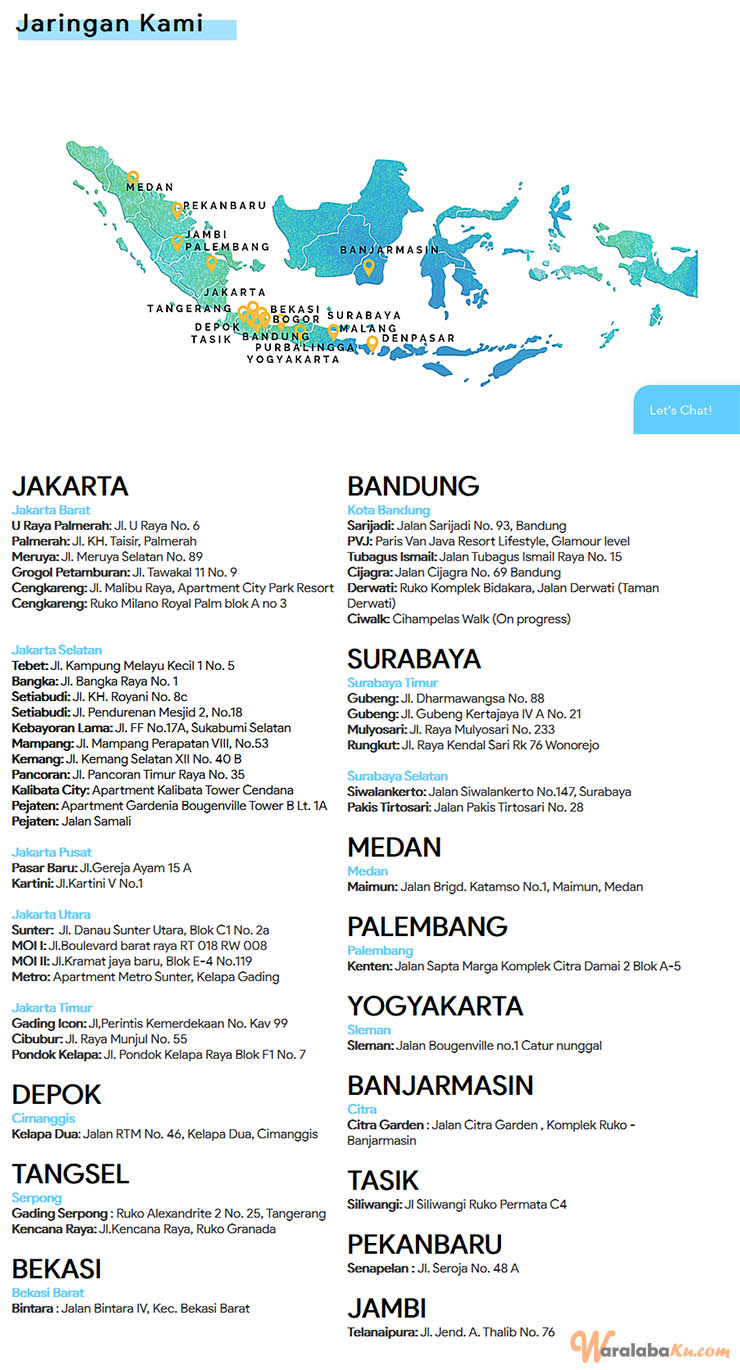 Jaringan Kami
MEDAN
PEKANBARU
JAMBI
PALEMBANG
BANJARMASIN
JAKARTA
TANGERANG
BEKASI
BOGOR
SURABAYA
DEPOK
BANDUNG
MALANG
DENPASAR
TASIK
PURBALINGGA
YOGYAKARTA
Let's Chat!
JAKARTA
Jakarta Barat
U Raya Palmerah: Jl. U Raya No. 6
Palmerah: Jl. KH. Taisir, Palmerah
Meruya: Jl. Meruya Selatan No. 89
Grogol Petamburan: Jl. Tawakal 11 No. 9
Cengkareng: Jl. Malibu Raya, Apartment City Park Resort
Cengkareng: Ruko Milano Royal Palm blok A no 3
Jakarta Selatan
Tebet: Jl. Kampung Melayu Kecil 1 No. 5
Bangka: Jl. Bangka Raya No. 1
Setiabudi: Jl. KH. Royani No. 8c
Setiabudi: Jl. Pendurenan Mesjid 2, No.18
Kebayoran Lama: Jl. FF No.17A, Sukabumi Selatan
Mampang: Jl. Mampang Perapatan VIII, No.53
Kemang: Jl. Kemang Selatan XII No. 40 B
Pancoran: Jl. Pancoran Timur Raya No. 35
Kalibata City: Apartment Kalibata Tower Cendana
Pejaten: Apartment Gardenia Bougenville Tower B Lt. 1A
Pejaten: Jalan Samali
Jakarta Pusat
Pasar Baru: Jl.Gereja Ayam 15 A
Kartini: Jl.Kartini V No.1
Jakarta Utara
Sunter: Jl. Danau Sunter Utara, Blok C1 No. 2a
MOI I: Jl.Boulevard barat raya RT 018 RW 008
MOI II: Jl.Kramat jaya baru, Blok E-4 No.119
Metro: Apartment Metro Sunter, Kelapa Gading
Jakarta Timur
Gading Icon: Jl,Perintis Kemerdekaan No. Kav 99
Cibubur: Jl. Raya Munjul No. 55
Pondok Kelapa: Jl. Pondok Kelapa Raya Blok F1 No. 7
DEPOK
Cimanggis
Kelapa Dua: Jalan RTM No. 46, Kelapa Dua, Cimanggis
TANGSEL
Serpong
Gading Serpong : Ruko Alexandrite 2 No. 25, Tangerang
Kencana Raya: Jl.Kencana Raya, Ruko Granada
BEKASI
Bekasi Barat
Bintara : Jalan Bintara IV, Kec. Bekasi Barat
BANDUNG
Kota Bandung
Sarijadi: Jalan Sarijadi No. 93, Bandung
PVJ: Paris Van Java Resort Lifestyle, Glamour level
Tubagus Ismail: Jalan Tubagus Ismail Raya No. 15
Cijagra: Jalan Cijagra No. 69 Bandung
Derwati: Ruko Komplek Bidakara, Jalan Derwati (Taman
Derwati)
Ciwalk: Cihampelas Walk (On progress)
SURABAYA
Surabaya Timur
Gubeng: Jl. Dharmawangsa No. 88
Gubeng: Jl. Gubeng Kertajaya IV A No. 21
Mulyosari: Jl. Raya Mulyosari No. 233
Rungkut: Jl. Raya Kendal Sari Rk 76 Wonorejo
Surabaya Selatan
Siwalankerto: Jalan Siwalankerto No.147, Surabaya
Pakis Tirtosari: Jalan Pakis Tirtosari No. 28
MEDAN
Medan
Maimun: Jalan Brigd. Katamso No.1, Maimun, Medan
PALEMBANG
Palembang
Kenten: Jalan Sapta Marga Komplek Citra Damai 2 Blok A-5
YOGYAKARTA
Sleman
Sleman: Jalan Bougenville no.1 Catur nunggal
BANJARMASIN
Citra
Citra Garden : Jalan Citra Garden , Komplek Ruko -
Banjarmasin
TASIK
Siliwangi: Jl Siliwangi Ruko Permata C4
PEKANBARU
Senapelan : Jl. Seroja No. 48 A
JAMBI
Telanaipura: Jl. Jend. A. Thalib No. 76
WaralabaKu.com